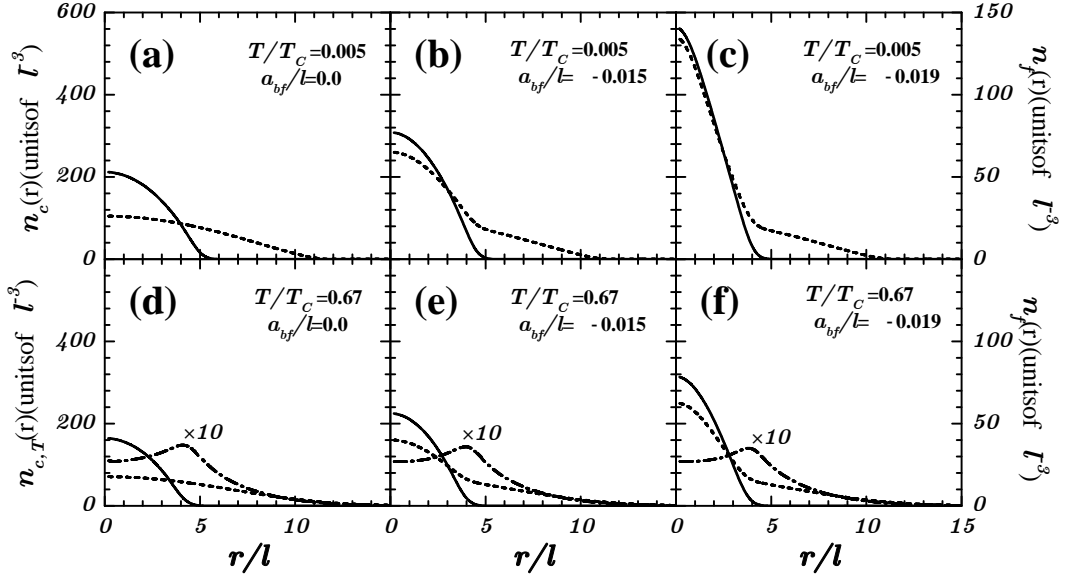 600
400
200
0
n_c(r)(unitsof l^-3)
(a)
T/T_C=0.005
a_bf/l=0.0
(b)
T/T_C=0.005
a_bf/l= -0.015
(c)
T/T_C=0.005
a_bf/l= -0.019
150
100
50
0
n_f(r)(unitsof l^-3)
400
200
0
n_c,T(r)(unitsof l^-3)
(d)
T/T_C=0.67
a_bf/l=0.0
×10
(e)
T/T_C=0.67
a_bf/l= -0.015
×10
(f)
T/T_C=0.67
a_bf/l= -0.019
×10
100
50
0
n_f(r)(unitsof l^-3)
0 5 10 0 5 10 0 5 10 15
r/l r/l r/l